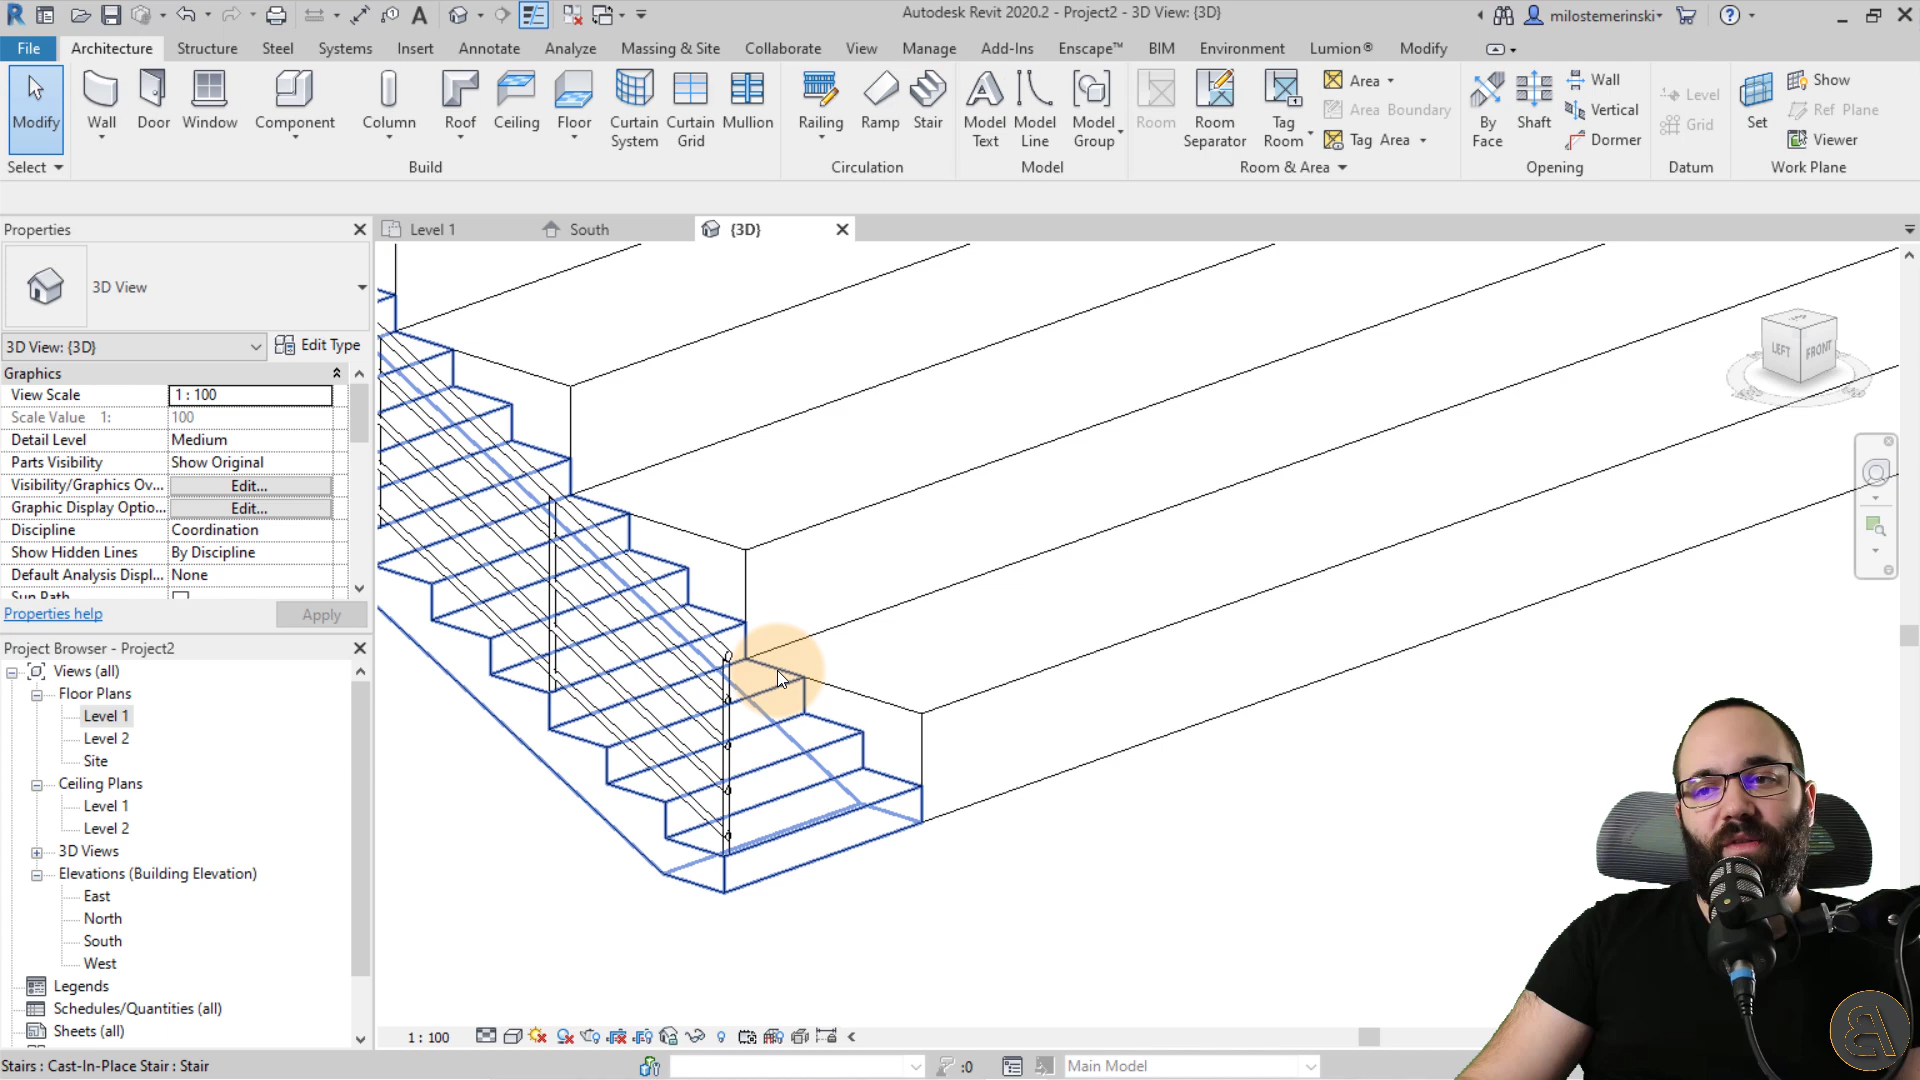 Autodesk Revit 2020.2 - Project2 - 3D View: {3D}
milostemerinski
File Architecture Structure Steel Systems Insert Annotate Analyze Massing & Site Collaborate View Manage Add-Ins Enscape™ BIM Environment Lumion® Modify
Modify
Wall
Door
Window
Component
Column
Roof
Ceiling
Floor
Curtain System
Curtain Grid
Mullion
Railing
Ramp
Stair
Model Text
Model Line
Model Group
Room
Room Separator
Tag Room
Area
Area Boundary
Tag Area
By Face
Shaft
Wall
Vertical
Dormer
Level
Grid
Set
Show
Ref Plane
Viewer
Select Build Circulation Model Room & Area Opening Datum Work Plane
Properties
Level 1 South {3D}
3D View
3D View: {3D} Edit Type
Graphics
View Scale 1 : 100
Scale Value 1: 100
Detail Level Medium
Parts Visibility Show Original
Visibility/Graphics Ov... Edit...
Graphic Display Optio... Edit...
Discipline Coordination
Show Hidden Lines By Discipline
Default Analysis Displ... None
Sun Path
Properties help Apply
LEFT FRONT
Project Browser - Project2
Views (all)
Floor Plans
Level 1
Level 2
Site
Ceiling Plans
Level 1
Level 2
3D Views
Elevations (Building Elevation)
East
North
South
West
Legends
Schedules/Quantities (all)
Sheets (all)
1 : 100
Stairs : Cast-In-Place Stair : Stair
:0
Main Model